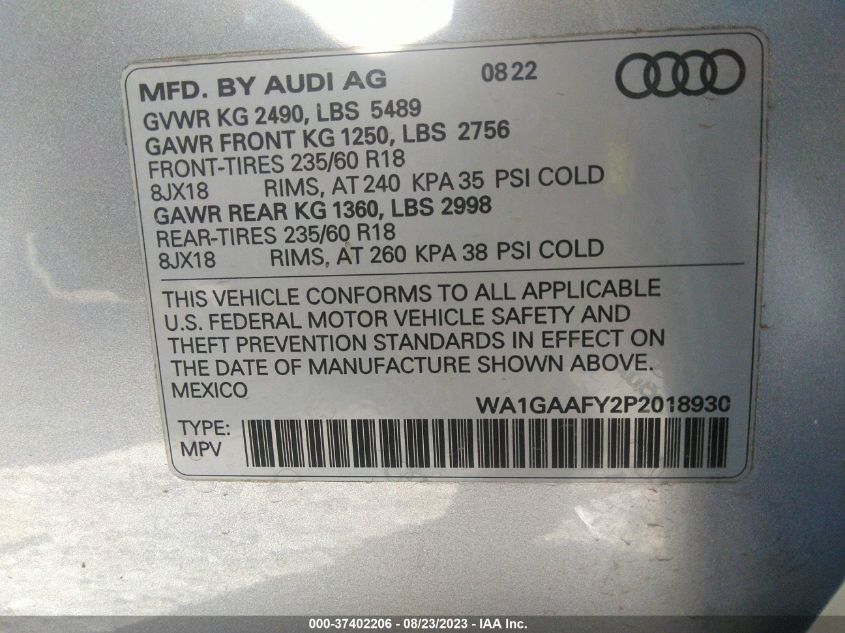 MFD. BY AUDI AG 0822
GVWR KG 2490, LBS 5489
GAWR FRONT KG 1250, LBS 2756
FRONT-TIRES 235/60 R18
8JX18 RIMS, AT 240 KPA 35 PSI COLD
GAWR REAR KG 1360, LBS 2998
REAR-TIRES 235/60 R18
8JX18 RIMS, AT 260 KPA 38 PSI COLD
THIS VEHICLE CONFORMS TO ALL APPLICABLE
U.S. FEDERAL MOTOR VEHICLE SAFETY AND
THEFT PREVENTION STANDARDS IN EFFECT ON
THE DATE OF MANUFACTURE SHOWN ABOVE.
MEXICO
WA1GAAFY2P2018930
TYPE:
MPV
000-37402206 - 08/23/2023 - IAA Inc.